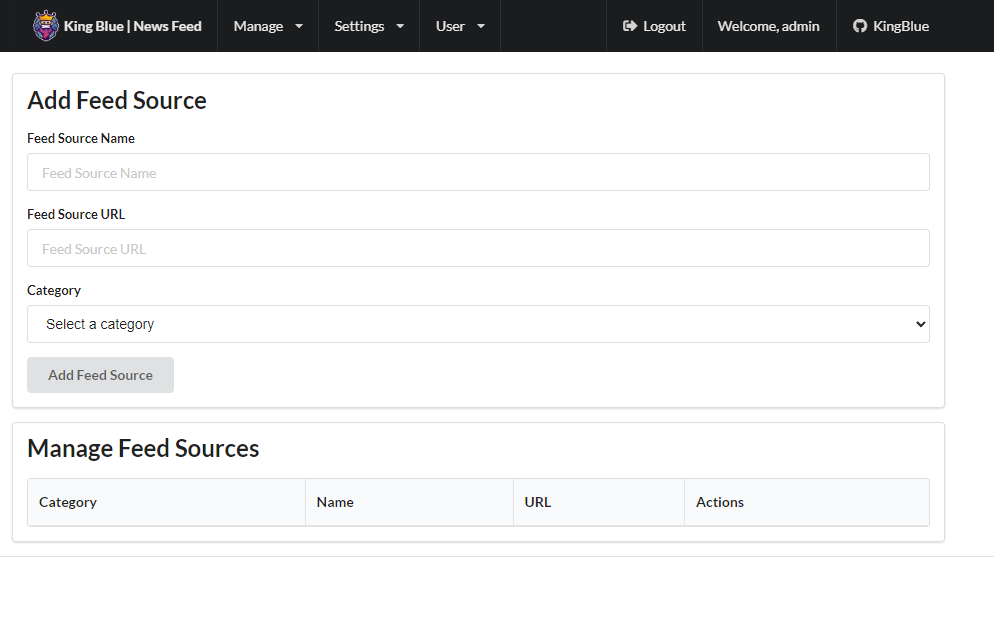 King Blue | News Feed Manage Settings User Logout Welcome, admin KingBlue
Add Feed Source
Feed Source Name
Feed Source Name
Feed Source URL
Feed Source URL
Category
Select a category
Add Feed Source
Manage Feed Sources
Category Name URL Actions